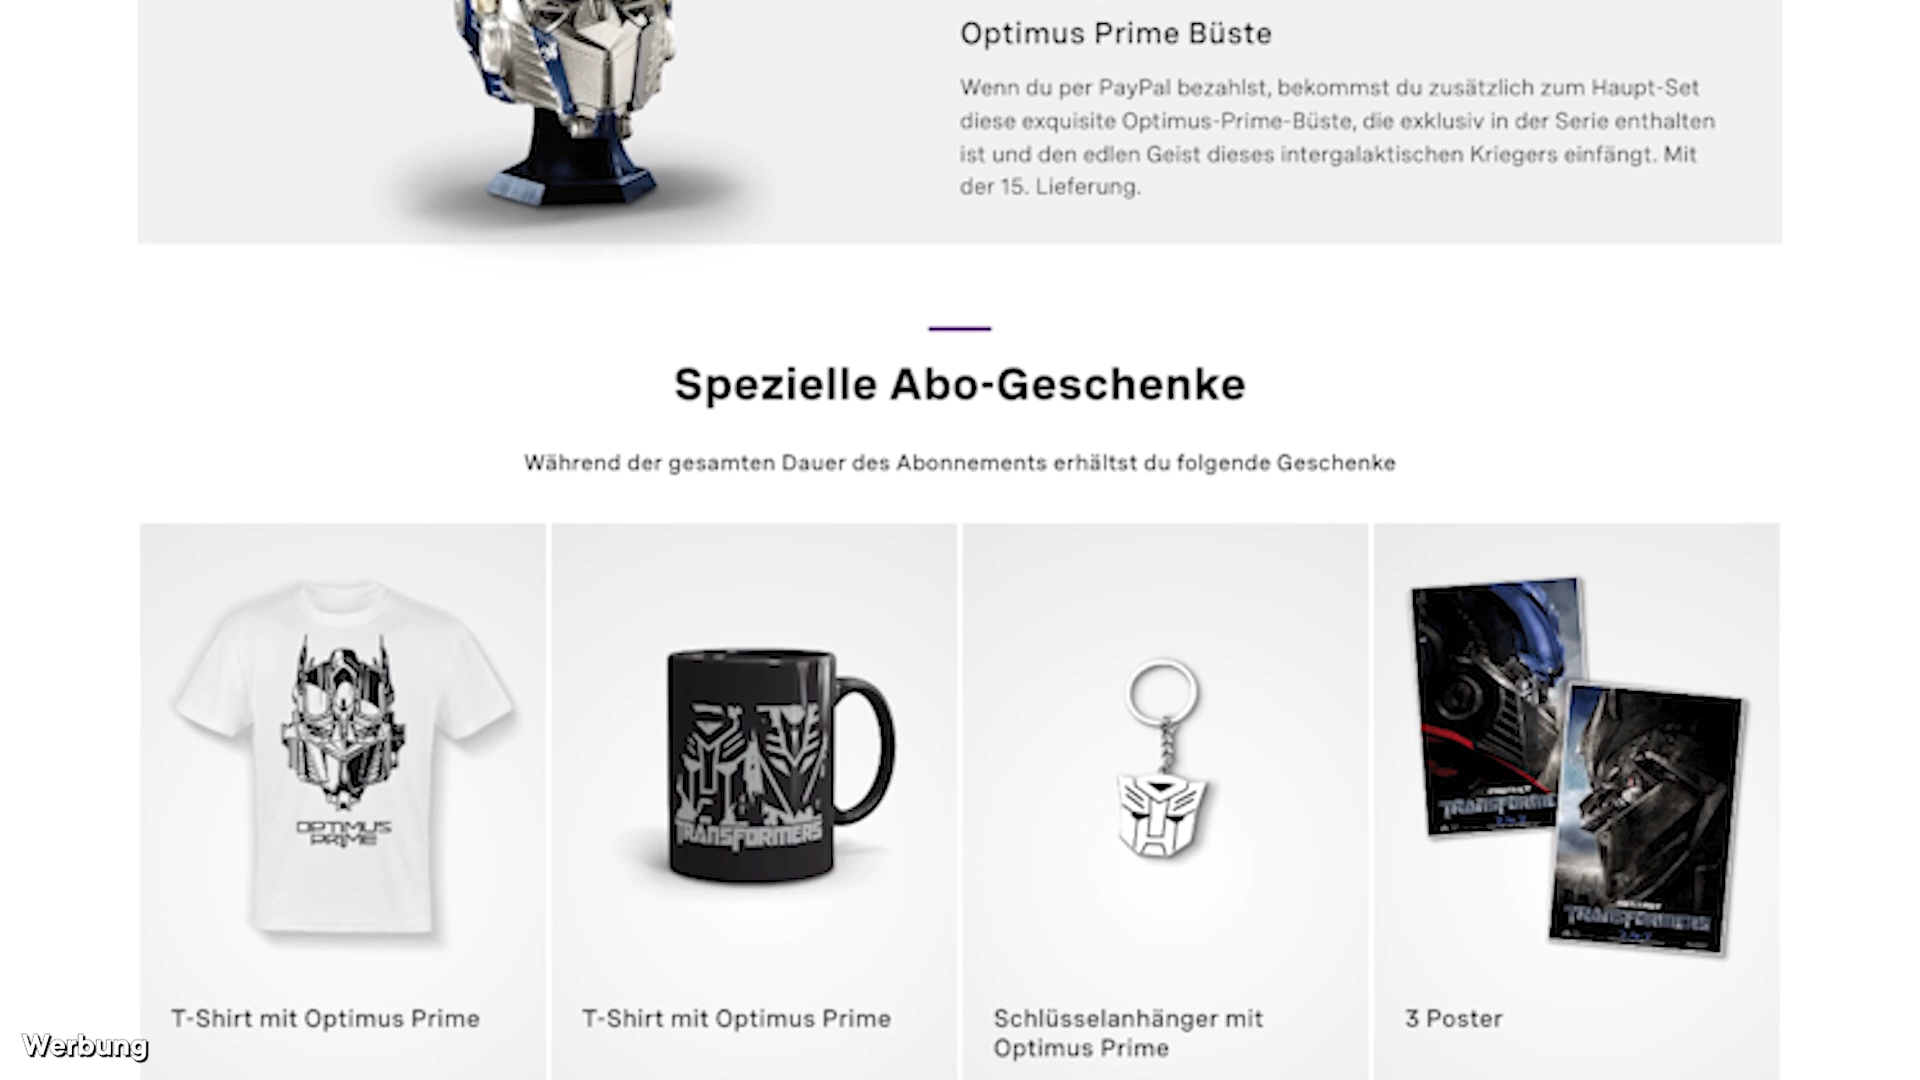 Optimus Prime Büste
Wenn du per PayPal bezahlst, bekommst du zusätzlich zum Haupt-Set
diese exquisite Optimus-Prime-Büste, die exklusiv in der Serie enthalten
ist und den edlen Geist dieses intergalaktischen Kriegers einfängt. Mit
der 15. Lieferung.
Spezielle Abo-Geschenke
Während der gesamten Dauer des Abonnements erhältst du folgende Geschenke
OPTIMUS
PRIME
TRANSFORMERS
TRANSFORMERS
TRANSFORMERS
T-Shirt mit Optimus Prime
T-Shirt mit Optimus Prime
Schlüsselanhänger mit
Optimus Prime
3 Poster
Werbung